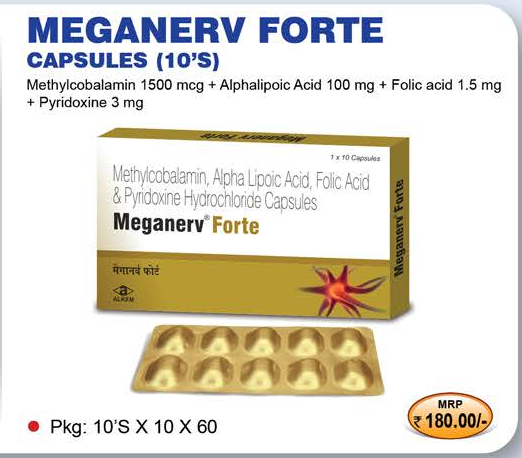 MEGANERV FORTE
CAPSULES (10'S)
Methylcobalamin 1500 mcg + Alphalipoic Acid 100 mg + Folic acid 1.5 mg
+ Pyridoxine 3 mg
Meganerv Forte
1 x 10 Capsules
Methylcobalamin, Alpha Lipoic Acid, Folic Acid
& Pyridoxine Hydrochloride Capsules
Meganerv® Forte
मेगानर्व फोर्ट
ALKEM
Meganerv Forte
Pkg: 10'S X 10 X 60
MRP
₹ 180.00/-